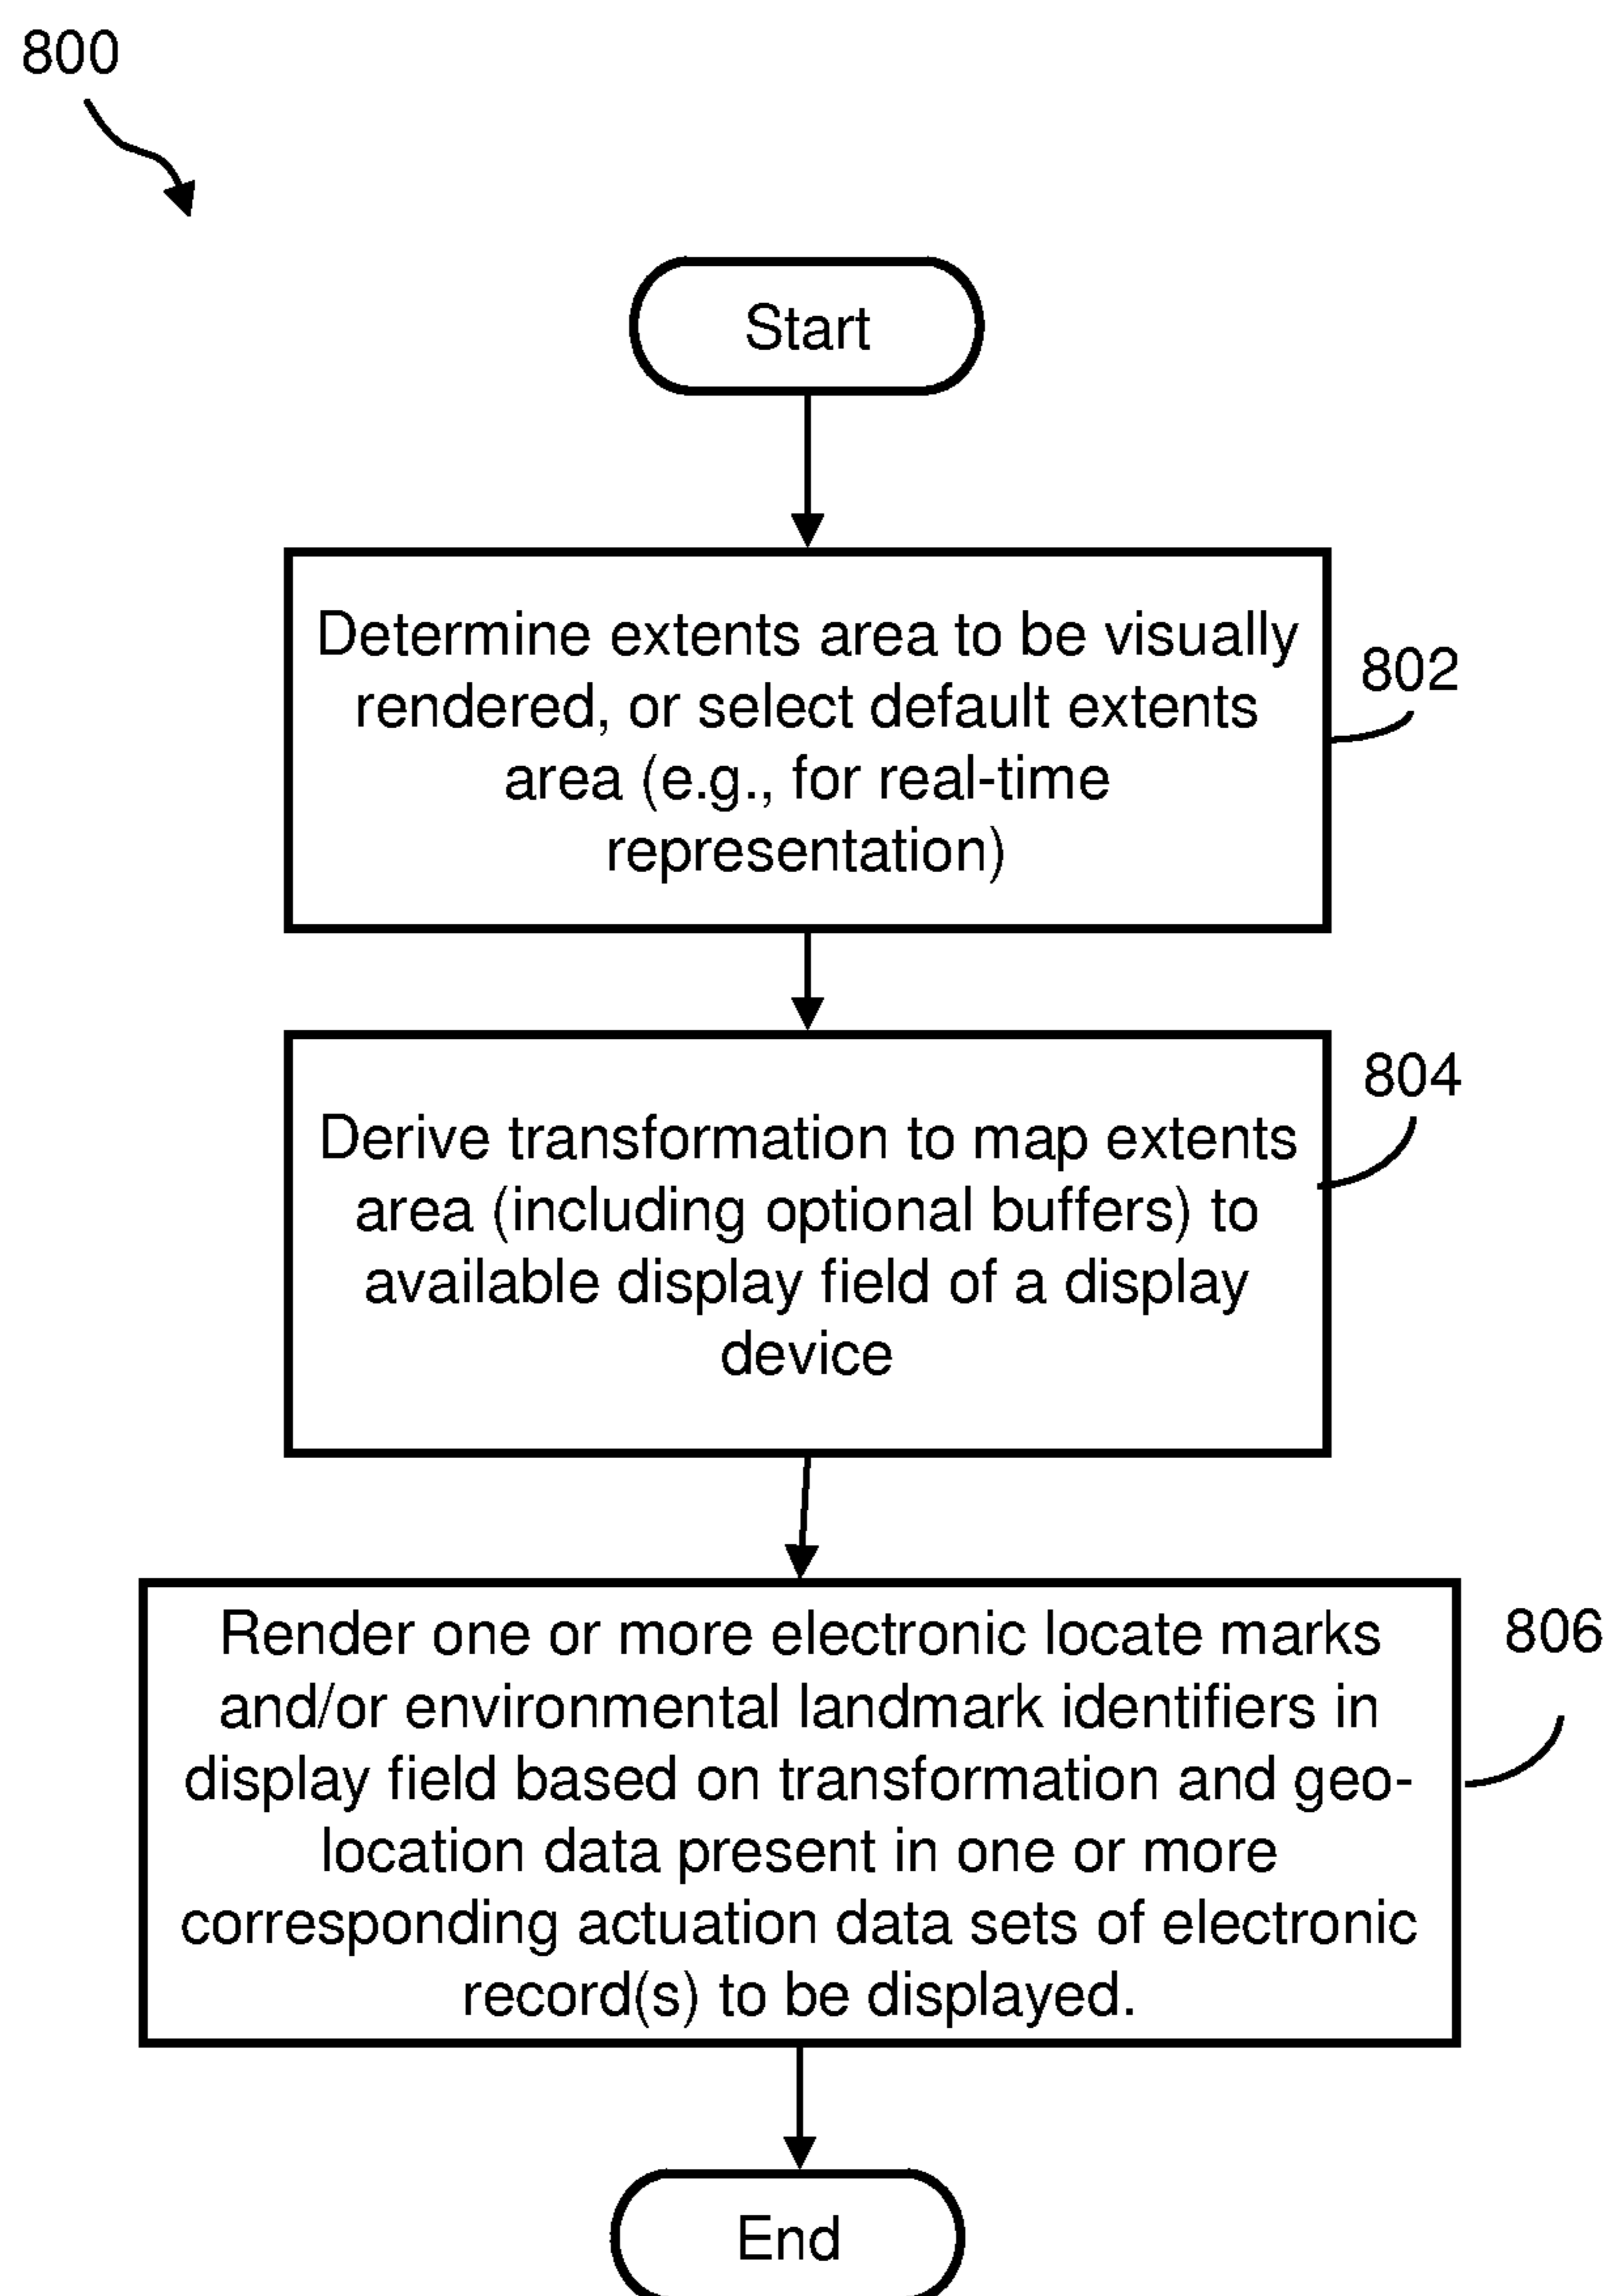 800
Start
Determine extents area to be visually
rendered, or select default extents
area (e.g., for real-time
representation)
802
Derive transformation to map extents
area (including optional buffers) to
available display field of a display
device
804
Render one or more electronic locate marks
and/or environmental landmark identifiers in
display field based on transformation and geo-
location data present in one or more
corresponding actuation data sets of electronic
record(s) to be displayed.
806
End